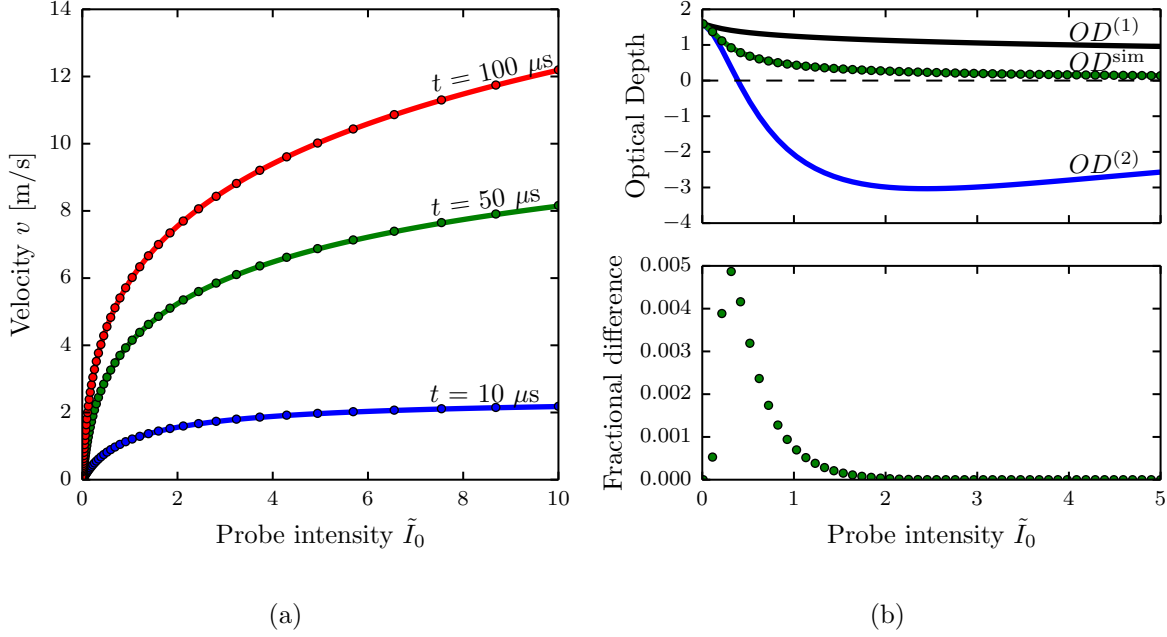 14
12
10
8
6
4
2
0
Velocity v [m/s]
t = 100 μs
t = 50 μs
t = 10 μs
0 2 4 6 8 10
Probe intensity Ĩ₀
(a)
2
1
0
−1
−2
−3
−4
Optical Depth
OD⁽¹⁾
ODˢⁱᵐ
OD⁽²⁾
0.005
0.004
0.003
0.002
0.001
0.000
Fractional difference
0 1 2 3 4 5
Probe intensity Ĩ₀
(b)